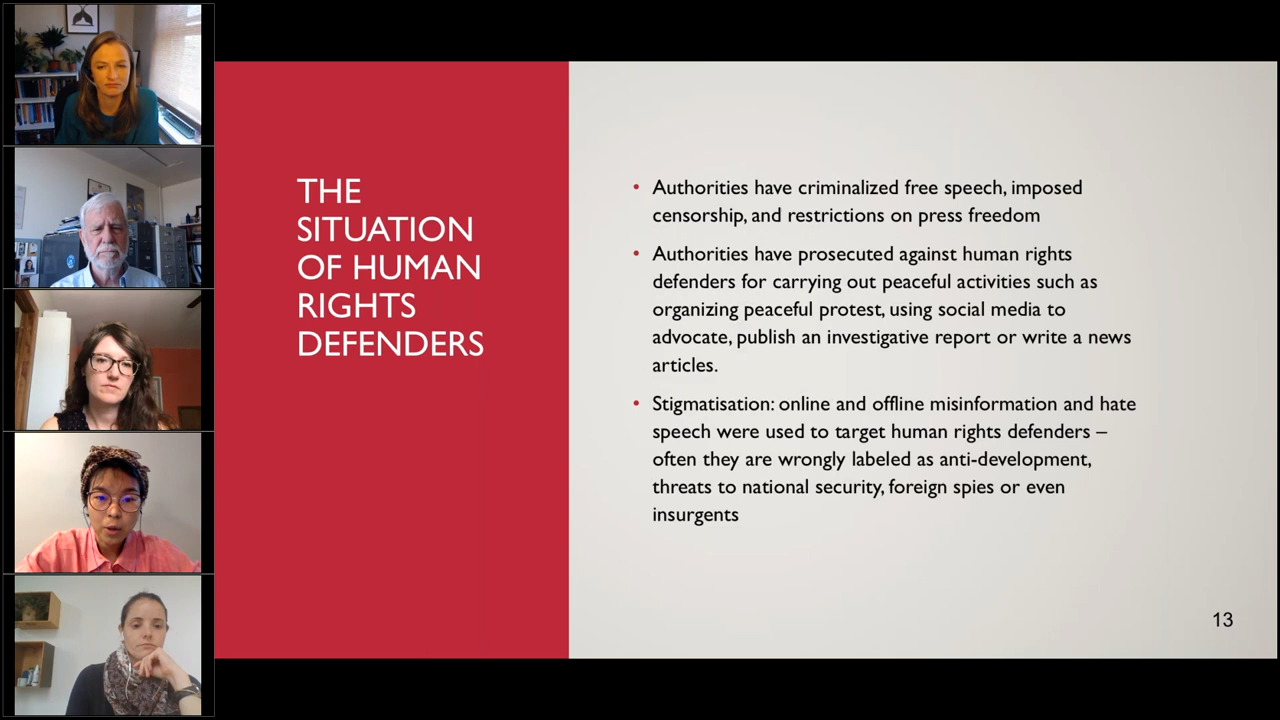 THE
SITUATION
OF HUMAN
RIGHTS
DEFENDERS
• Authorities have criminalized free speech, imposed
censorship, and restrictions on press freedom
• Authorities have prosecuted against human rights
defenders for carrying out peaceful activities such as
organizing peaceful protest, using social media to
advocate, publish an investigative report or write a news
articles.
• Stigmatisation: online and offline misinformation and hate
speech were used to target human rights defenders –
often they are wrongly labeled as anti-development,
threats to national security, foreign spies or even
insurgents
13